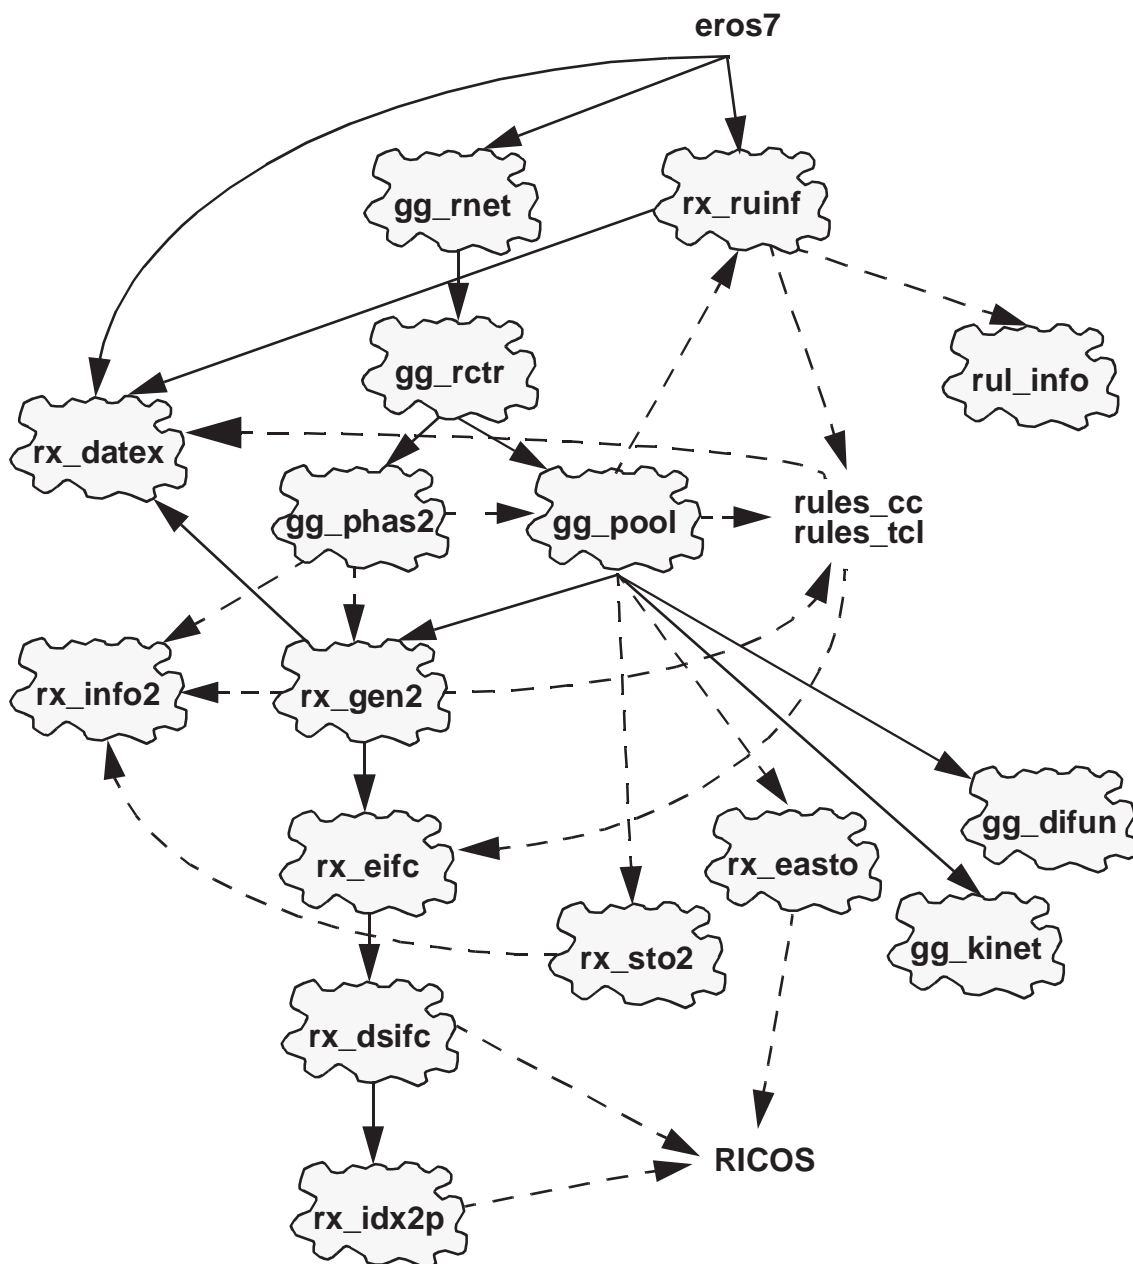 eros7
gg_rnet
rx_ruinf
gg_rctr
rul_info
rx_datex
gg_phas2
gg_pool
rules_cc
rules_tcl
rx_info2
rx_gen2
gg_difun
rx_eifc
rx_easto
gg_kinet
rx_sto2
rx_dsifc
RICOS
rx_idx2p